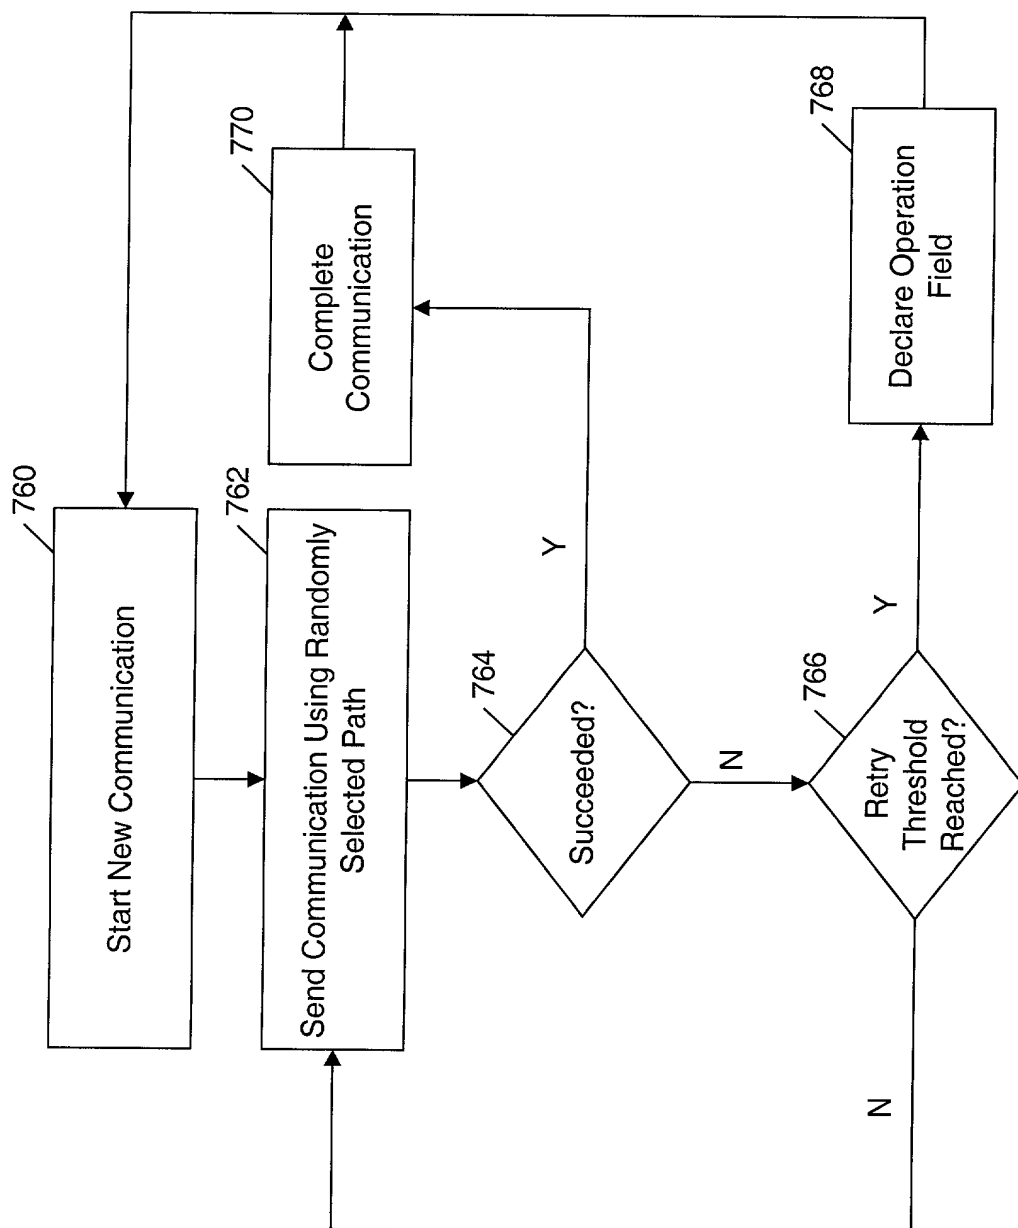 760
Start New Communication
762
Send Communication Using Randomly
Selected Path
764
Succeeded?
Y
770
Complete
Communication
N
766
Retry
Threshold
Reached?
Y
768
Declare Operation
Field
N